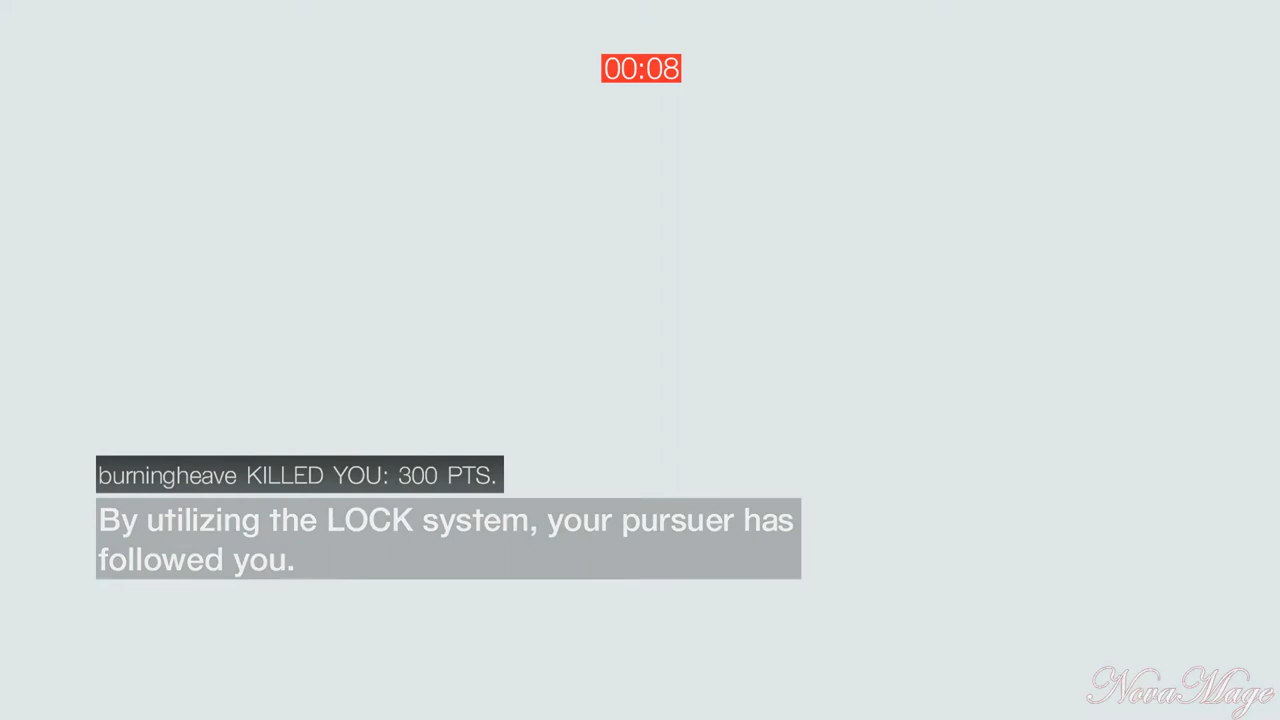 00:08
burningheave KILLED YOU: 300 PTS.
By utilizing the LOCK system, your pursuer has
followed you.
NovaMage